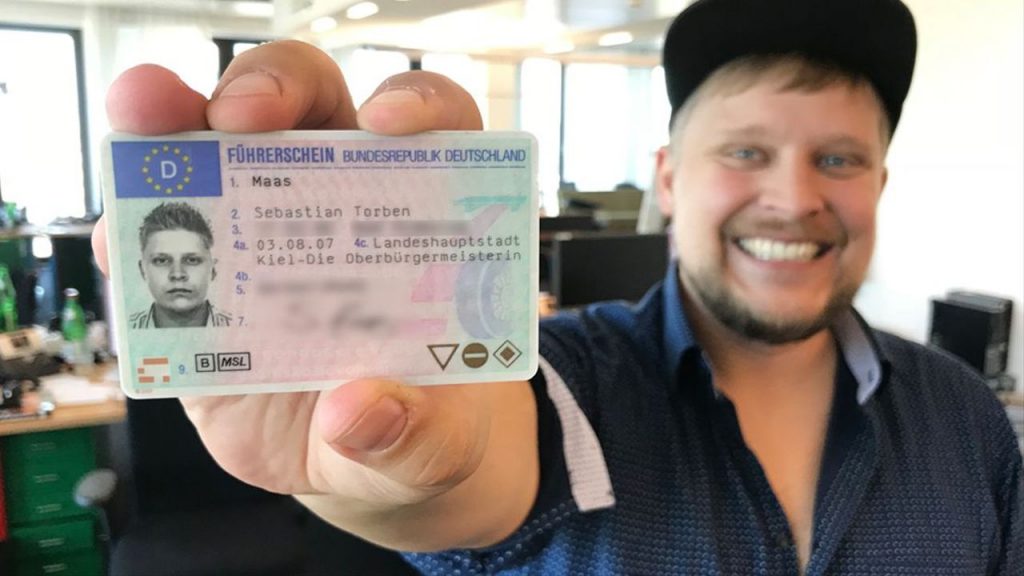 D
FÜHRERSCHEIN BUNDESREPUBLIK DEUTSCHLAND
1. Maas
2. Sebastian Torben
3.
4a. 03.08.07 4c. Landeshauptstadt
Kiel-Die Oberbürgermeisterin
4b.
5.
7.
9. B MSL